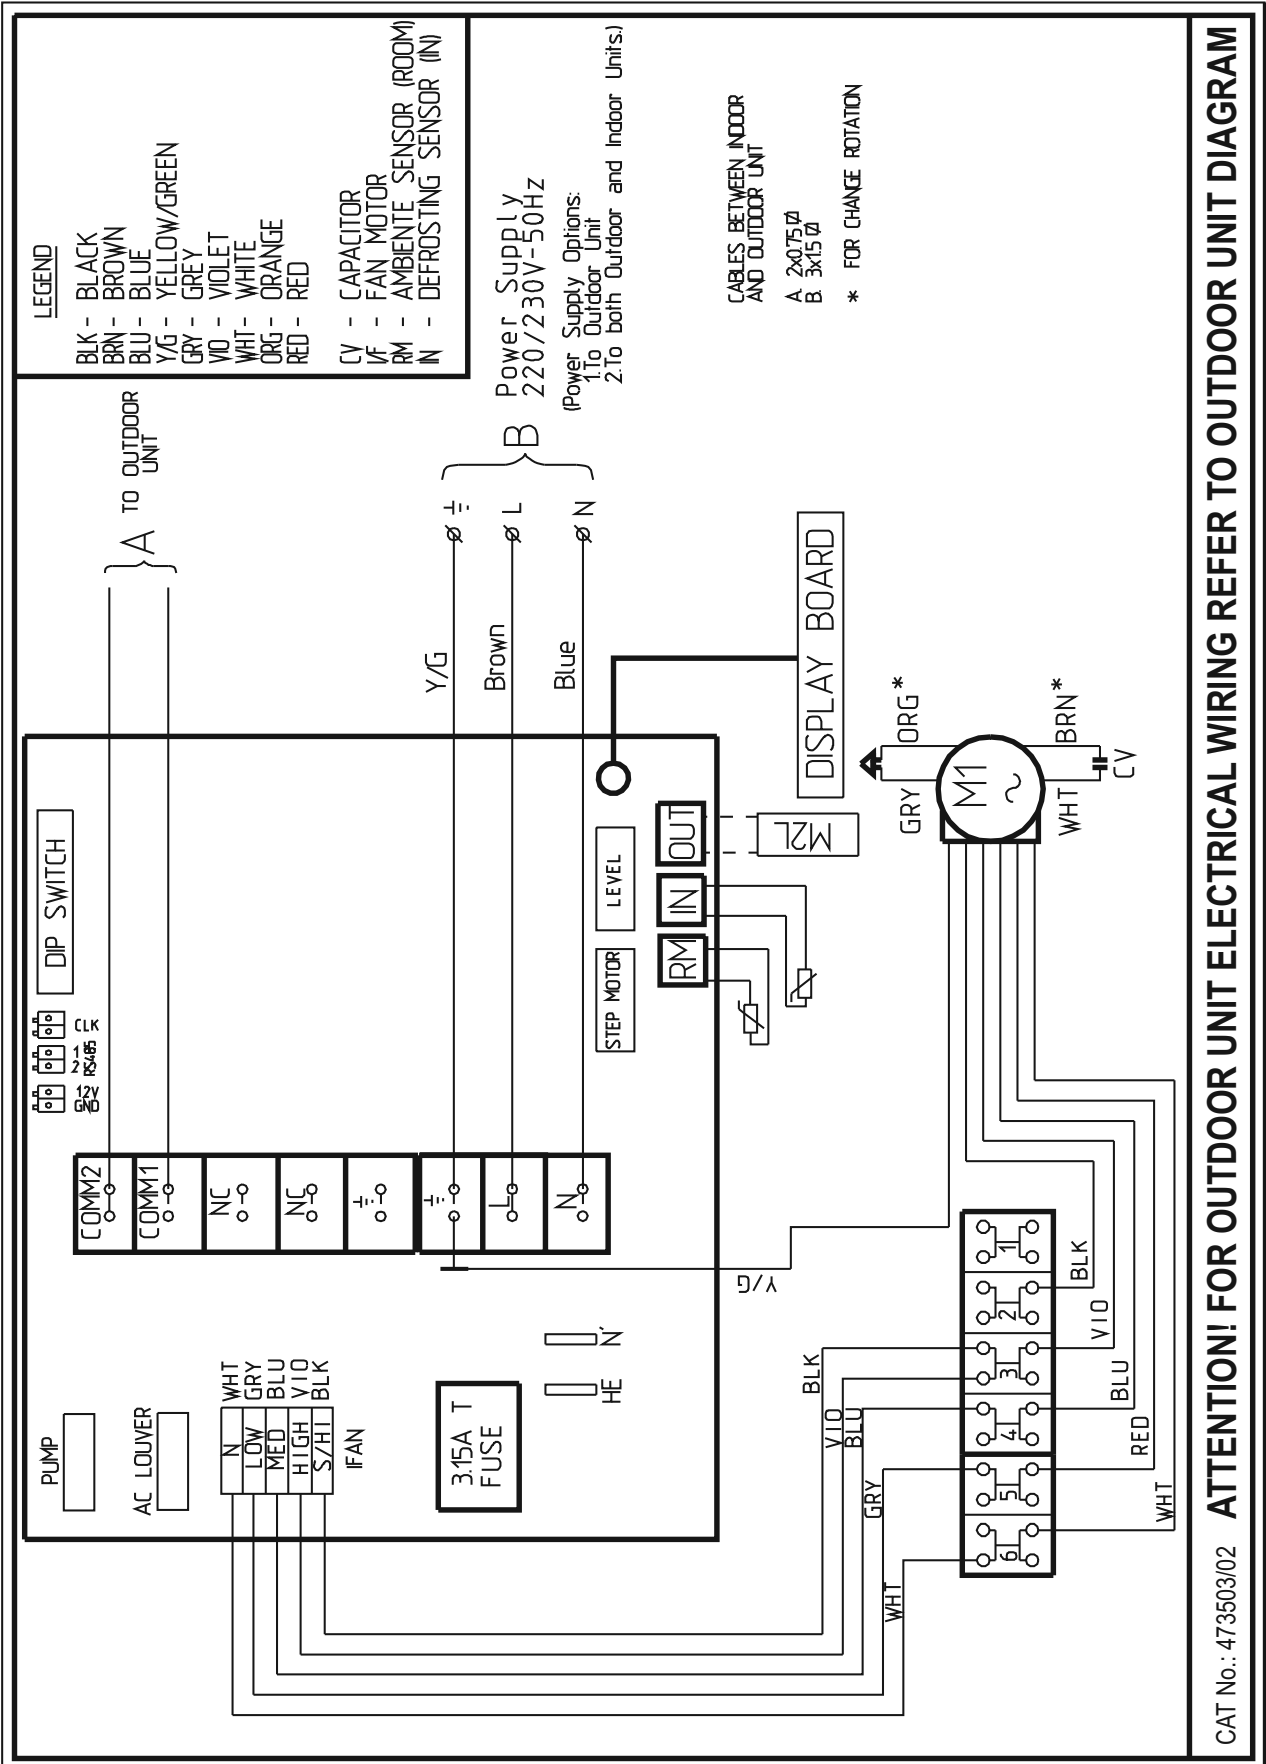 LEGEND
BLK - BLACK
BRN - BROWN
BLU - BLUE
Y/G - YELLOW/GREEN
GRY - GREY
VIO - VIOLET
WHT - WHITE
ORG - ORANGE
RED - RED
CV - CAPACITOR
I/F - FAN MOTOR
RM - AMBIENTE SENSOR (ROOM)
IN - DEFROSTING SENSOR (IN)
A
TO OUTDOOR
UNIT
B
Power Supply
220/230V-50Hz
(Power Supply Options:
1.To Outdoor Unit
2.To both Outdoor and Indoor Units.)
CABLES BETWEEN INDOOR
AND OUTDOOR UNIT
A. 2x0.75
B. 3x1.5
* FOR CHANGE ROTATION
L
N
Y/G
Brown
Blue
DISPLAY BOARD
DIP SWITCH
CLK
1
2 RS485
12V
GND
LEVEL
STEP MOTOR
OUT
IN
RM
M2
ORG*
GRY
M1
~
BRN*
WHT
CV
COMM2
COMM1
NC
NC
L
N
Y/G
PUMP
AC LOUVER
WHT
GRY
BLU
VIO
BLK
N
LOW
MED
HIGH
S/HI
IFAN
3.15A T
FUSE
HE
N'
BLK
VIO
BLU
GRY
WHT
1
2
3
4
5
6
BLK
VIO
BLU
RED
WHT
CAT No.: 473503/02
ATTENTION! FOR OUTDOOR UNIT ELECTRICAL WIRING REFER TO OUTDOOR UNIT DIAGRAM